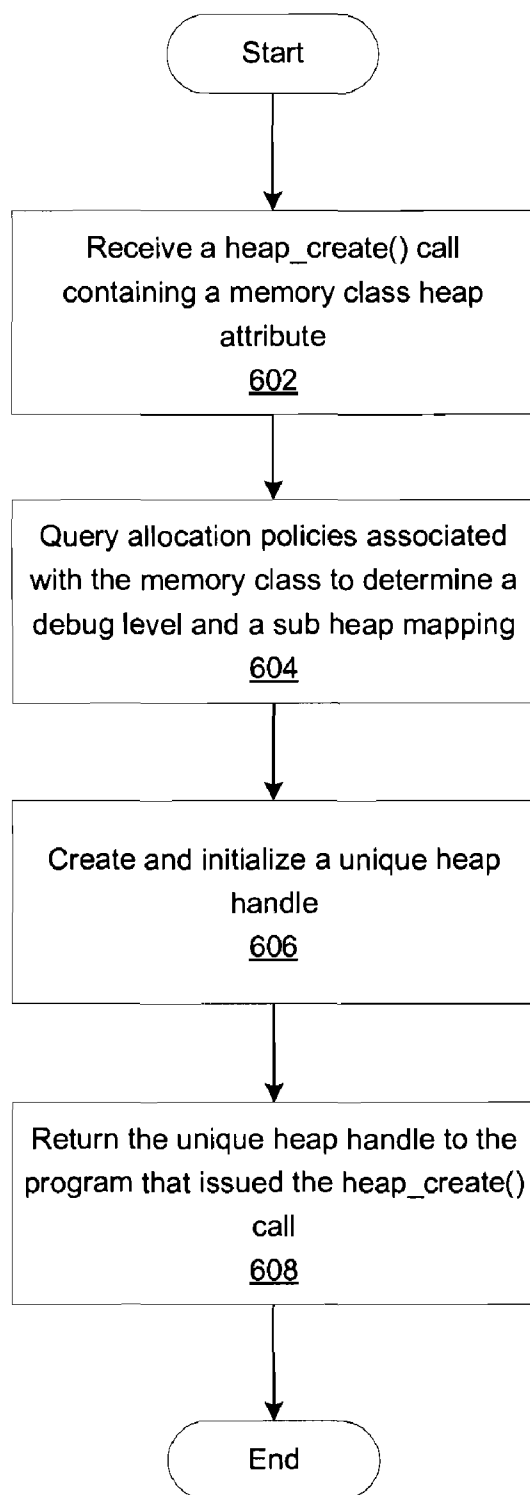 Start
Receive a heap_create() call
containing a memory class heap
attribute
602
Query allocation policies associated
with the memory class to determine a
debug level and a sub heap mapping
604
Create and initialize a unique heap
handle
606
Return the unique heap handle to the
program that issued the heap_create()
call
608
End